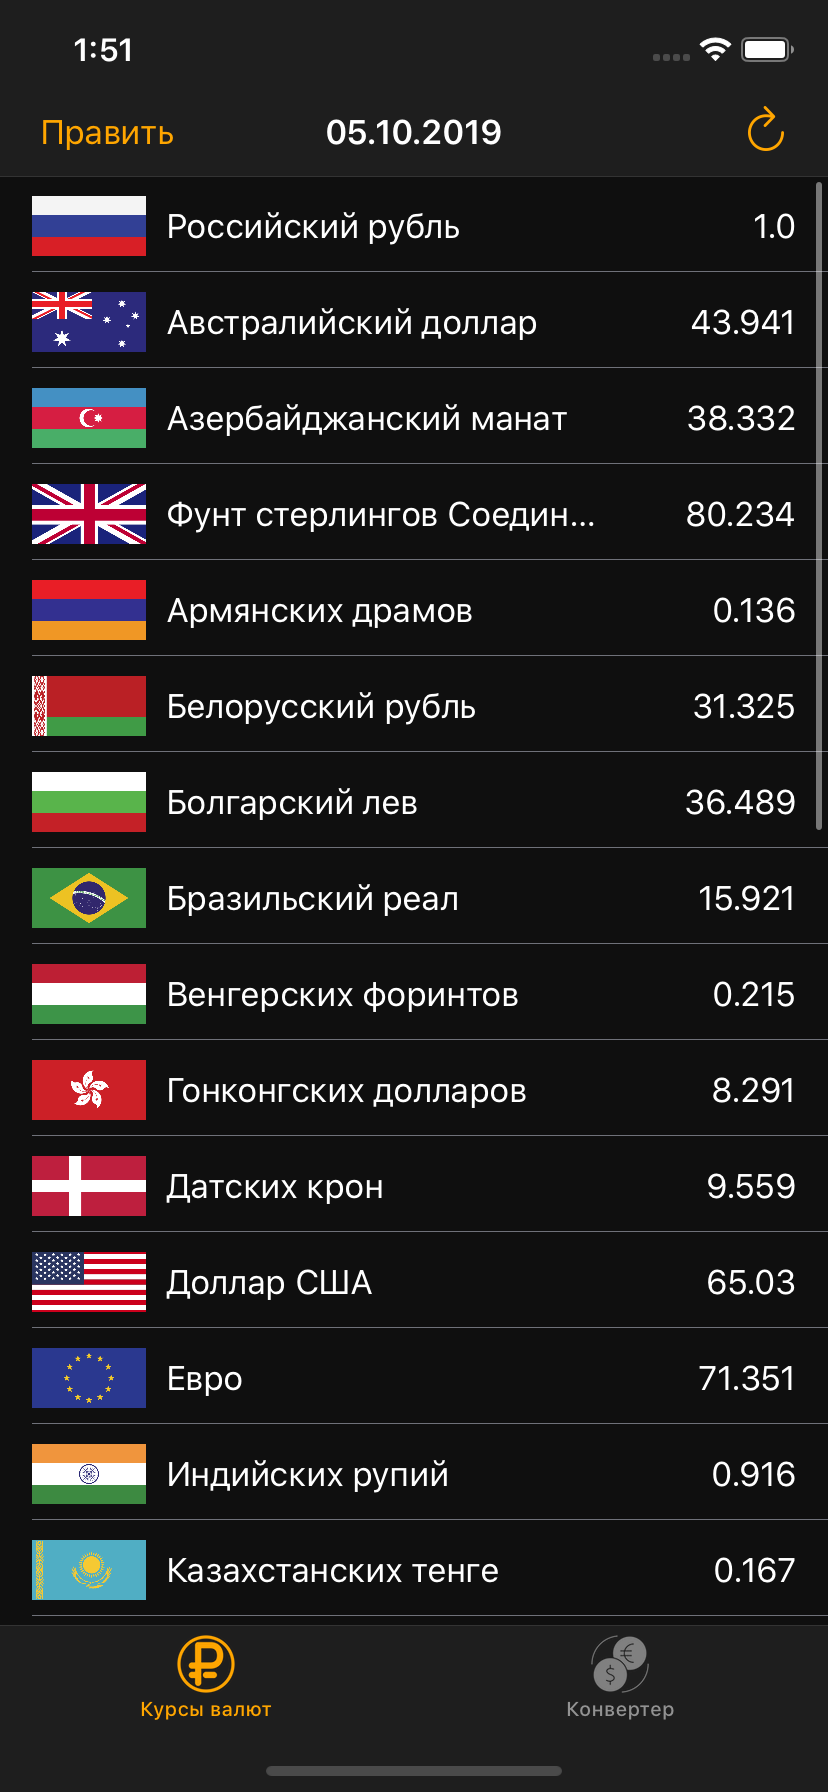 1:51
Править 05.10.2019
Российский рубль 1.0
Австралийский доллар 43.941
Азербайджанский манат 38.332
Фунт стерлингов Соедин... 80.234
Армянских драмов 0.136
Белорусский рубль 31.325
Болгарский лев 36.489
Бразильский реал 15.921
Венгерских форинтов 0.215
Гонконгских долларов 8.291
Датских крон 9.559
Доллар США 65.03
Евро 71.351
Индийских рупий 0.916
Казахстанских тенге 0.167
Курсы валют Конвертер